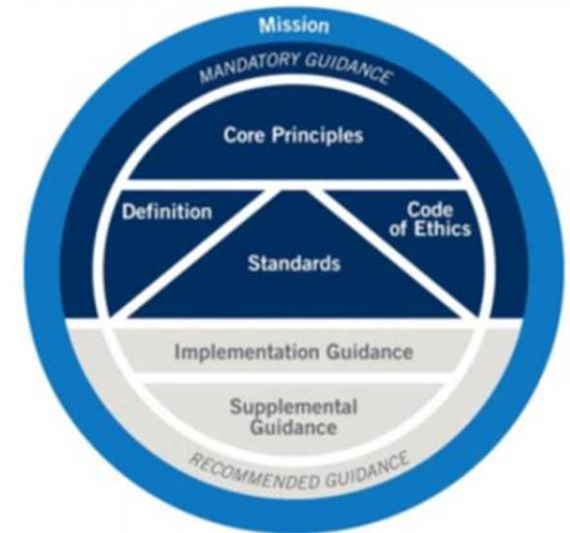 Mission
MANDATORY GUIDANCE
Core Principles
Definition
Code
of Ethics
Standards
Implementation Guidance
Supplemental
Guidance
RECOMMENDED GUIDANCE